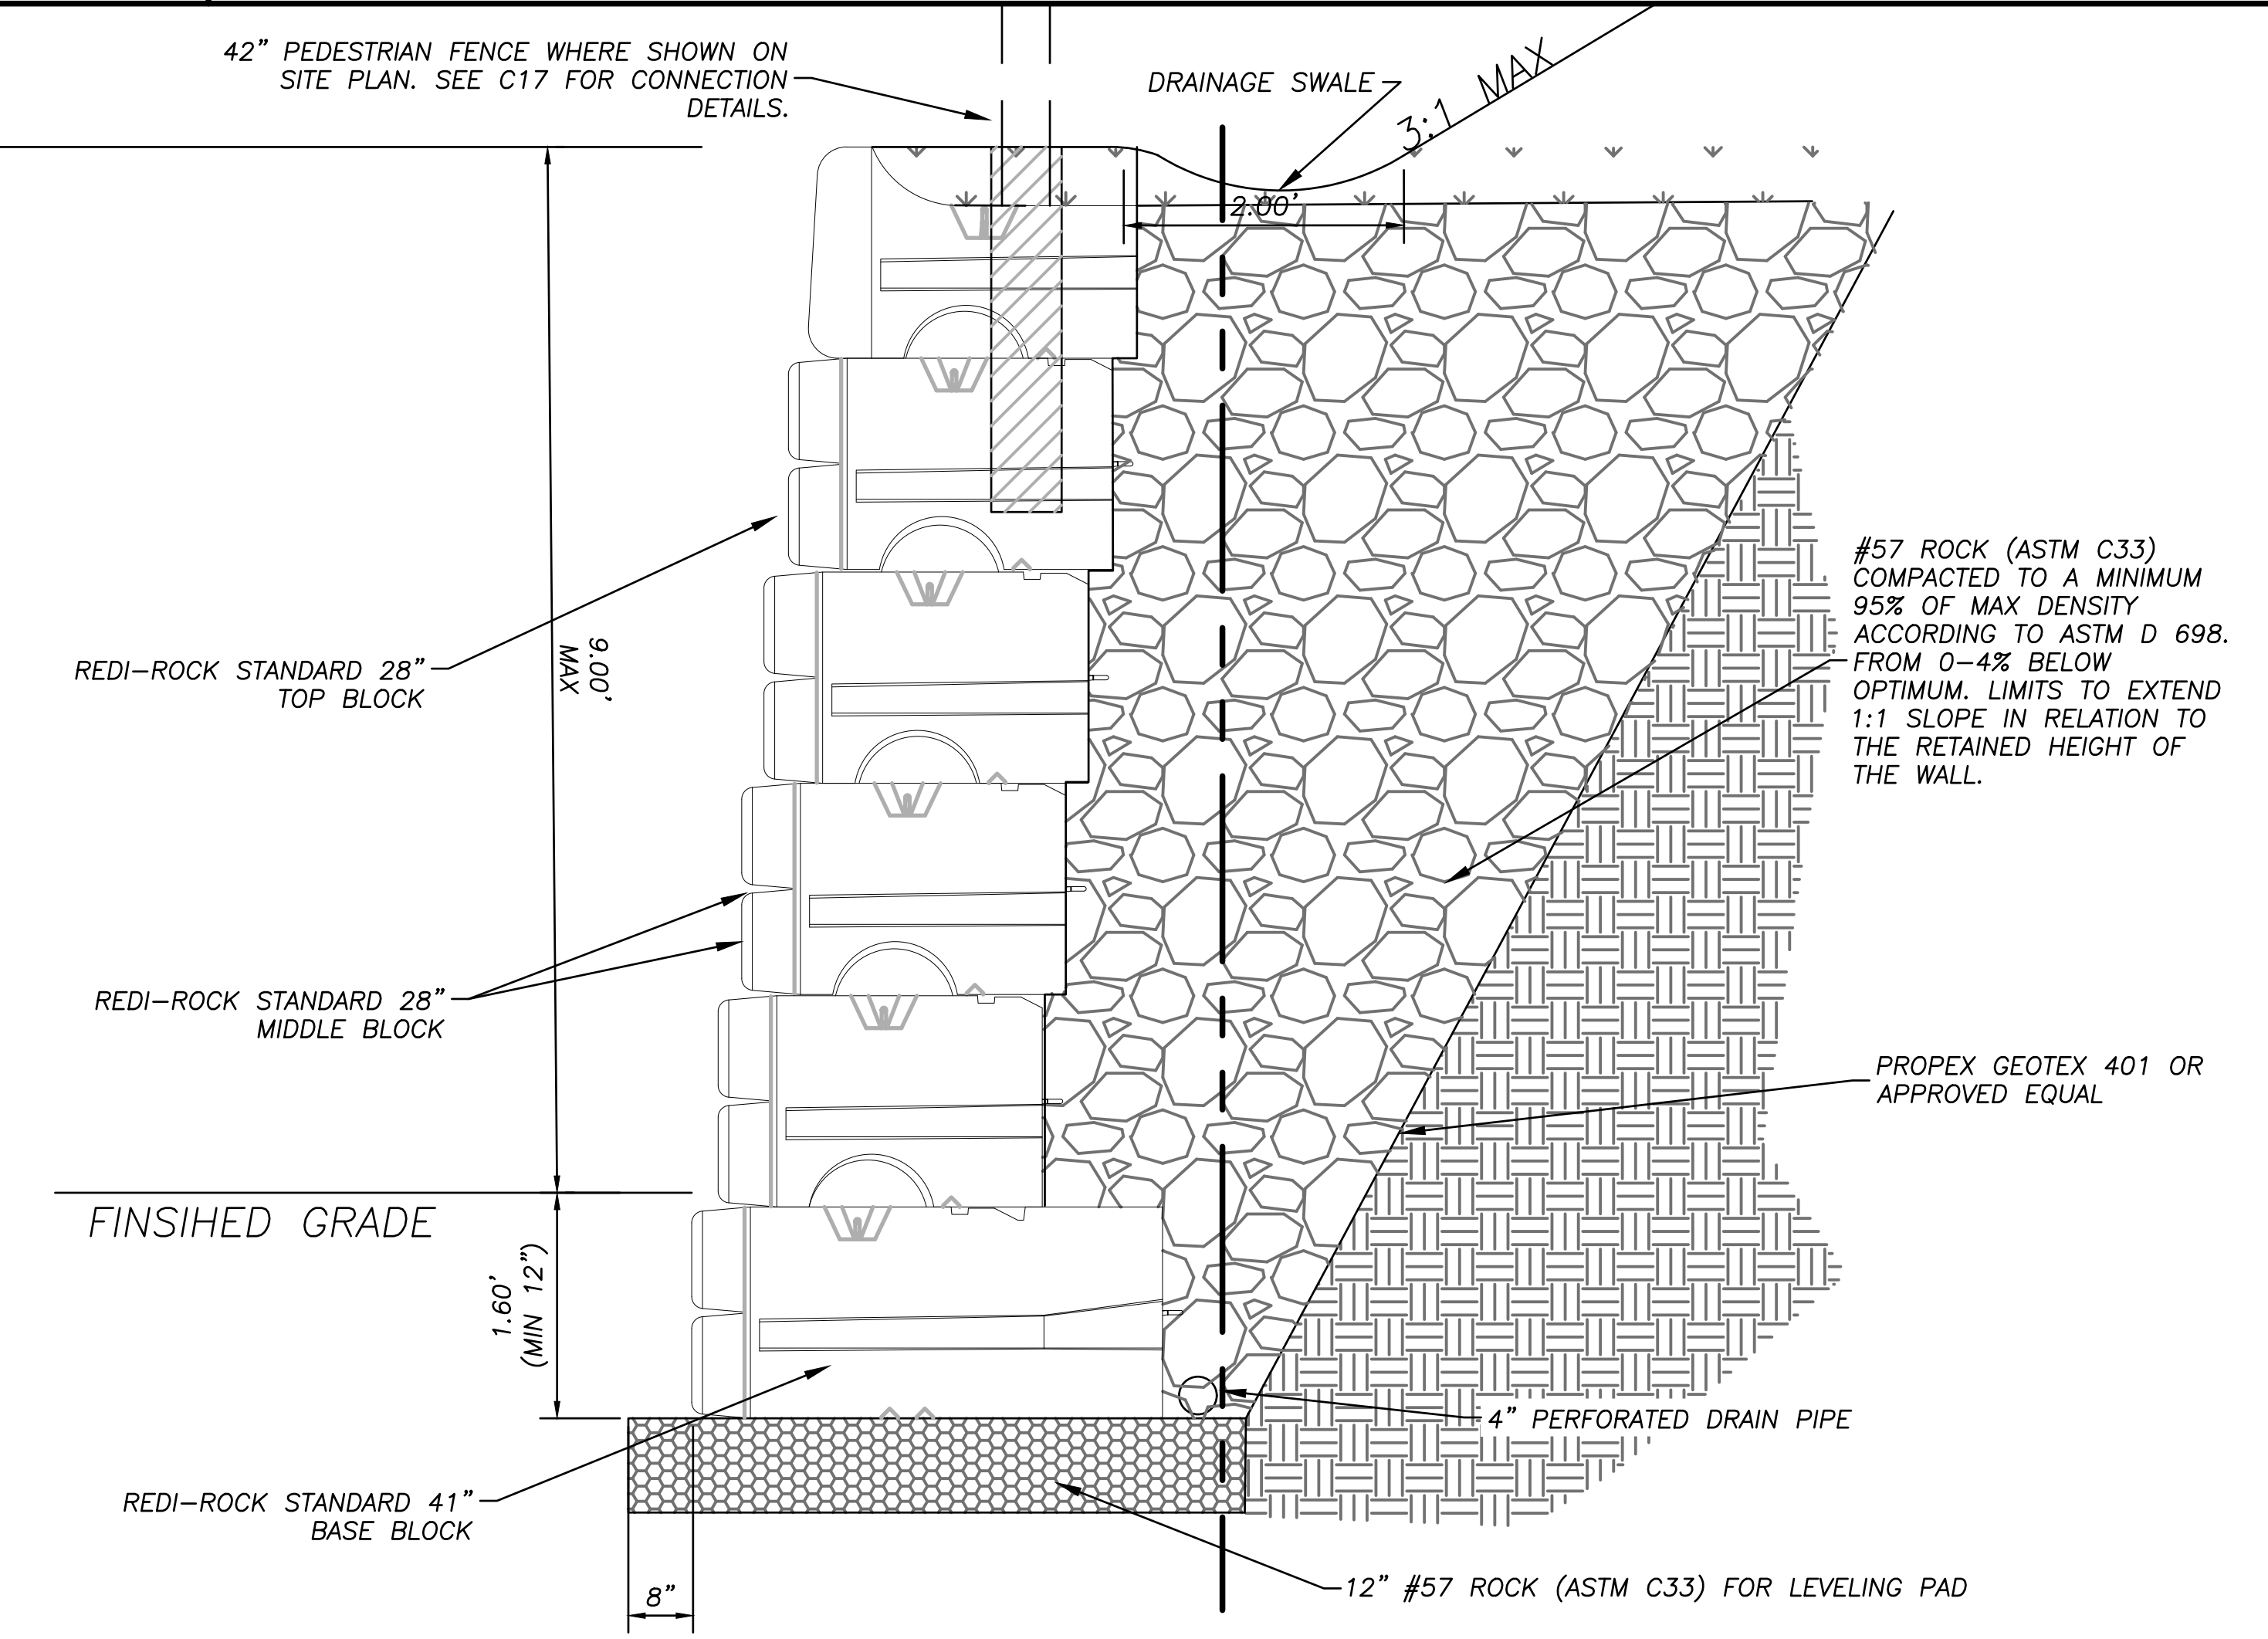 42” PEDESTRIAN FENCE WHERE SHOWN ON
SITE PLAN. SEE C17 FOR CONNECTION
DETAILS.
DRAINAGE SWALE
3:1 MAX
2.00’
9.00’
MAX
REDI-ROCK STANDARD 28”
TOP BLOCK
#57 ROCK (ASTM C33)
COMPACTED TO A MINIMUM
95% OF MAX DENSITY
ACCORDING TO ASTM D 698.
FROM 0-4% BELOW
OPTIMUM. LIMITS TO EXTEND
1:1 SLOPE IN RELATION TO
THE RETAINED HEIGHT OF
THE WALL.
REDI-ROCK STANDARD 28”
MIDDLE BLOCK
PROPEX GEOTEX 401 OR
APPROVED EQUAL
FINSIHED GRADE
1.60’
(MIN 12”)
4” PERFORATED DRAIN PIPE
REDI-ROCK STANDARD 41”
BASE BLOCK
8”
12” #57 ROCK (ASTM C33) FOR LEVELING PAD